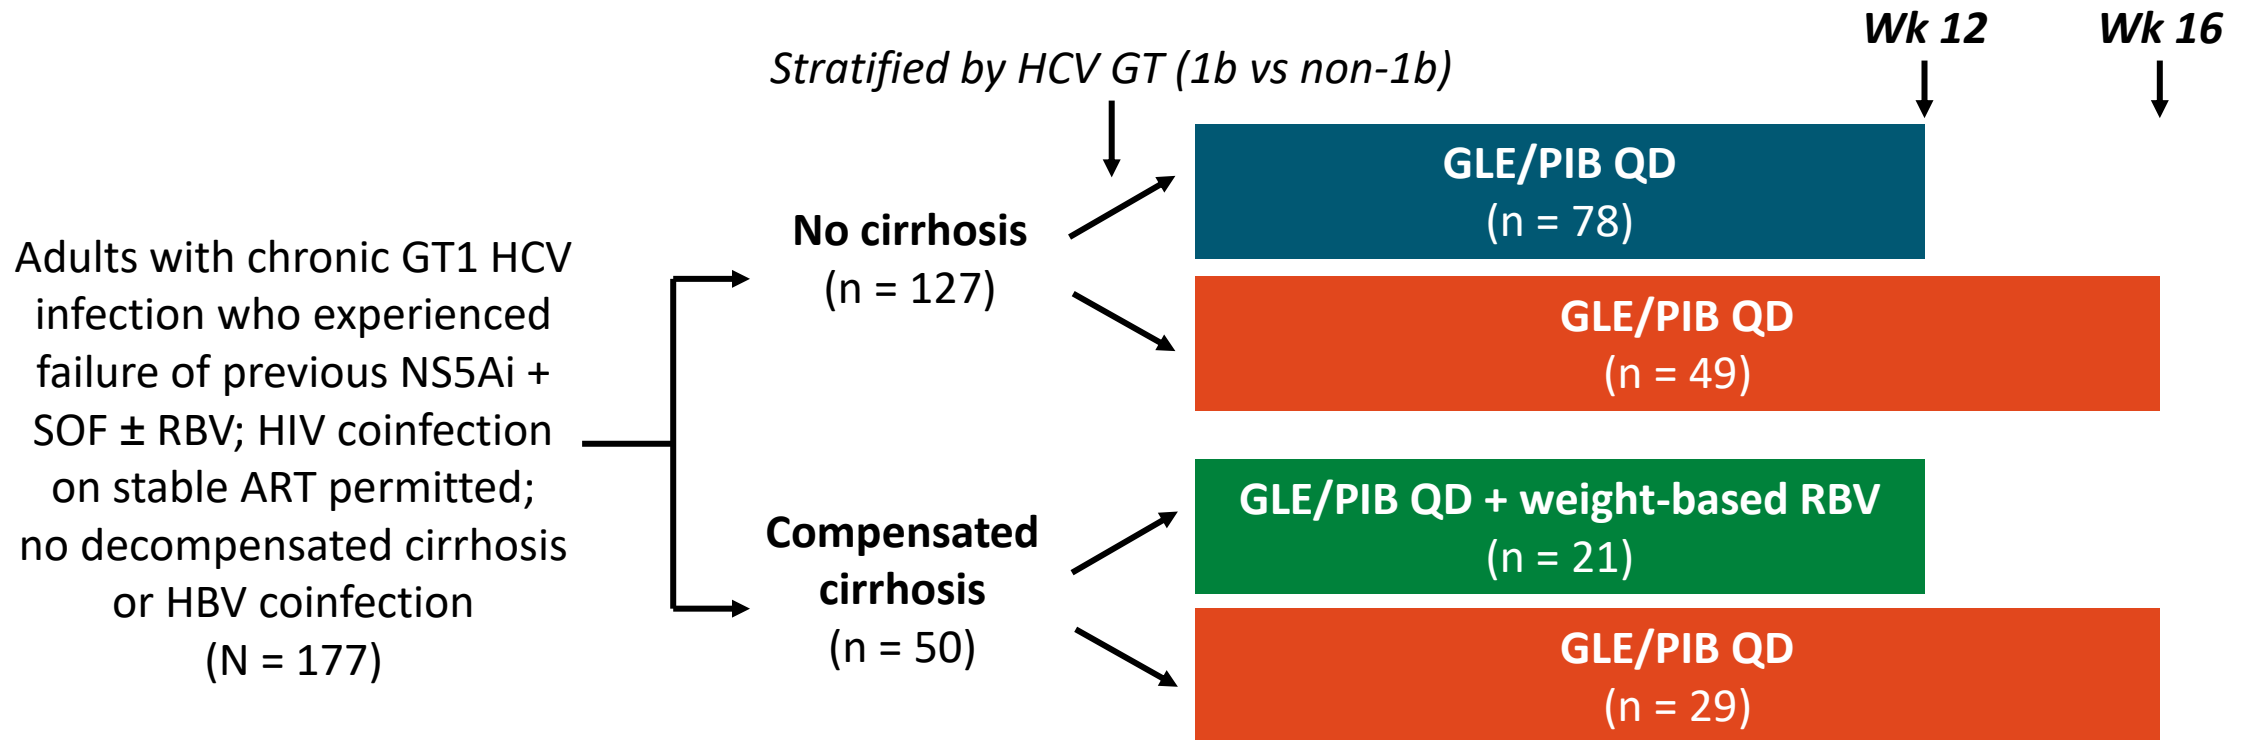 Wk 12
Wk 16
Stratified by HCV GT (1b vs non-1b)
Adults with chronic GT1 HCV
infection who experienced
failure of previous NS5Ai +
SOF ± RBV; HIV coinfection
on stable ART permitted;
no decompensated cirrhosis
or HBV coinfection
(N = 177)
No cirrhosis
(n = 127)
GLE/PIB QD
(n = 78)
GLE/PIB QD
(n = 49)
Compensated
cirrhosis
(n = 50)
GLE/PIB QD + weight-based RBV
(n = 21)
GLE/PIB QD
(n = 29)